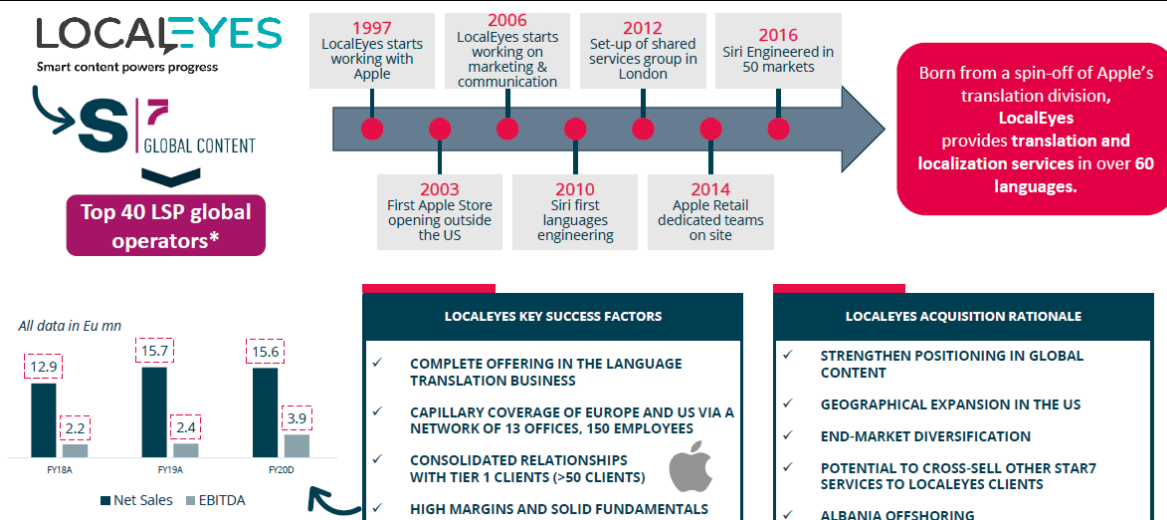 LOCALEYES
Smart content powers progress
S7
GLOBAL CONTENT
Top 40 LSP global
operators*
1997
LocalEyes starts
working with
Apple
2006
LocalEyes starts
working on
marketing &
communication
2012
Set-up of shared
services group in
London
2016
Siri Engineered in
50 markets
2003
First Apple Store
opening outside
the US
2010
Siri first
languages
engineering
2014
Apple Retail
dedicated teams
on site
Born from a spin-off of Apple's
translation division,
LocalEyes
provides translation and
localization services in over 60
languages.
All data in Eu mn
12.9
2.2
15.7
2.4
15.6
3.9
FY18A
FY19A
FY20D
Net Sales
EBITDA
LOCALEYES KEY SUCCESS FACTORS
✓ COMPLETE OFFERING IN THE LANGUAGE
TRANSLATION BUSINESS
✓ CAPILLARY COVERAGE OF EUROPE AND US VIA A
NETWORK OF 13 OFFICES, 150 EMPLOYEES
✓ CONSOLIDATED RELATIONSHIPS
WITH TIER 1 CLIENTS (>50 CLIENTS)
✓ HIGH MARGINS AND SOLID FUNDAMENTALS
LOCALEYES ACQUISITION RATIONALE
✓ STRENGTHEN POSITIONING IN GLOBAL
CONTENT
✓ GEOGRAPHICAL EXPANSION IN THE US
✓ END-MARKET DIVERSIFICATION
✓ POTENTIAL TO CROSS-SELL OTHER STAR7
SERVICES TO LOCALEYES CLIENTS
✓ ALBANIA OFFSHORING